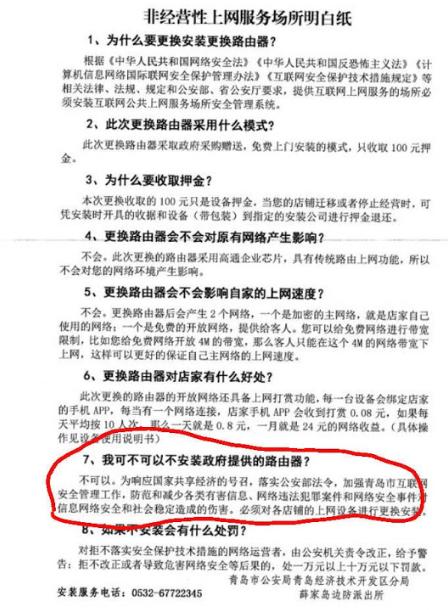 非经营性上网服务场所明白纸
1、为什么要更换安装更换路由器?
根据《中华人民共和国网络安全法》《中华人民共和国反恐怖主义法》《计
算机信息网络国际联网安全保护管理办法》《互联网安全保护技术措施规定》等
相关法律、法规、规定和公安部、省公安厅要求，提供互联网上网服务的场所必
须安装互联网公共上网服务场所安全管理系统。
2、此次更换路由器采用什么模式?
此次更换路由器采取政府采购赠送，免费上门安装的模式，只收取 100 元押
金。
3、为什么要收取押金?
本次更换收取的 100 元只是设备押金，当您的店铺迁移或者停止经营时，可
凭安装时开具的收据和设备（带包装）到指定的安装公司进行押金退还。
4、更换路由器会不会对原有网络产生影响?
不会。此次更换的路由器采用高通企业芯片，具有传统路由上网功能，所以
不会对您的网络环境产生影响。
5、更换路由器会不会影响自家的上网速度?
不会。更换路由器后会产生 2 个网络，一个是加密的主网络，就是店家自己
使用的网络；一个是免费的开放网络，提供给客人。您可以给免费网络进行带宽
限制，比如您给免费网络开放 4M 的带宽，那么客人只能在这个 4M 的网络带宽下
上网，这样可以更好的保证自己主网络的上网速度。
6、更换路由器对店家有什么好处?
此次更换的路由器的开放网络还具备上网打赏功能，每一台设备会绑定店家
的手机 APP，每当有一个网络连接，店家手机 APP 会收到打赏 0.08 元，如果每
天平均按 10 人次，那么一天就是 0.8 元，一月就是 24 元的网络收益。（具体操
作见设备使用说明书）
7、我可不可以不安装政府提供的路由器?
不可以。为响应国家共享经济的号召，落实公安部法令，加强青岛市互联网
安全管理工作，防范和减少各类有害信息、网络违法犯罪案件和网络安全事件对
信息网络安全和社会稳定造成的伤害。必须对各店铺的上网设备进行更换安装。
8、如果不安装会有什么处罚?
对拒不落实安全保护技术措施的网络运营者，由公安机关责令改正，给予警
告；拒不改正或者导致危害网络安全等后果的，处一万元以上十万元以下罚款。
青岛市公安局青岛经济技术开发区分局
安装服务电话：0532-67722345 薛家岛边防派出所